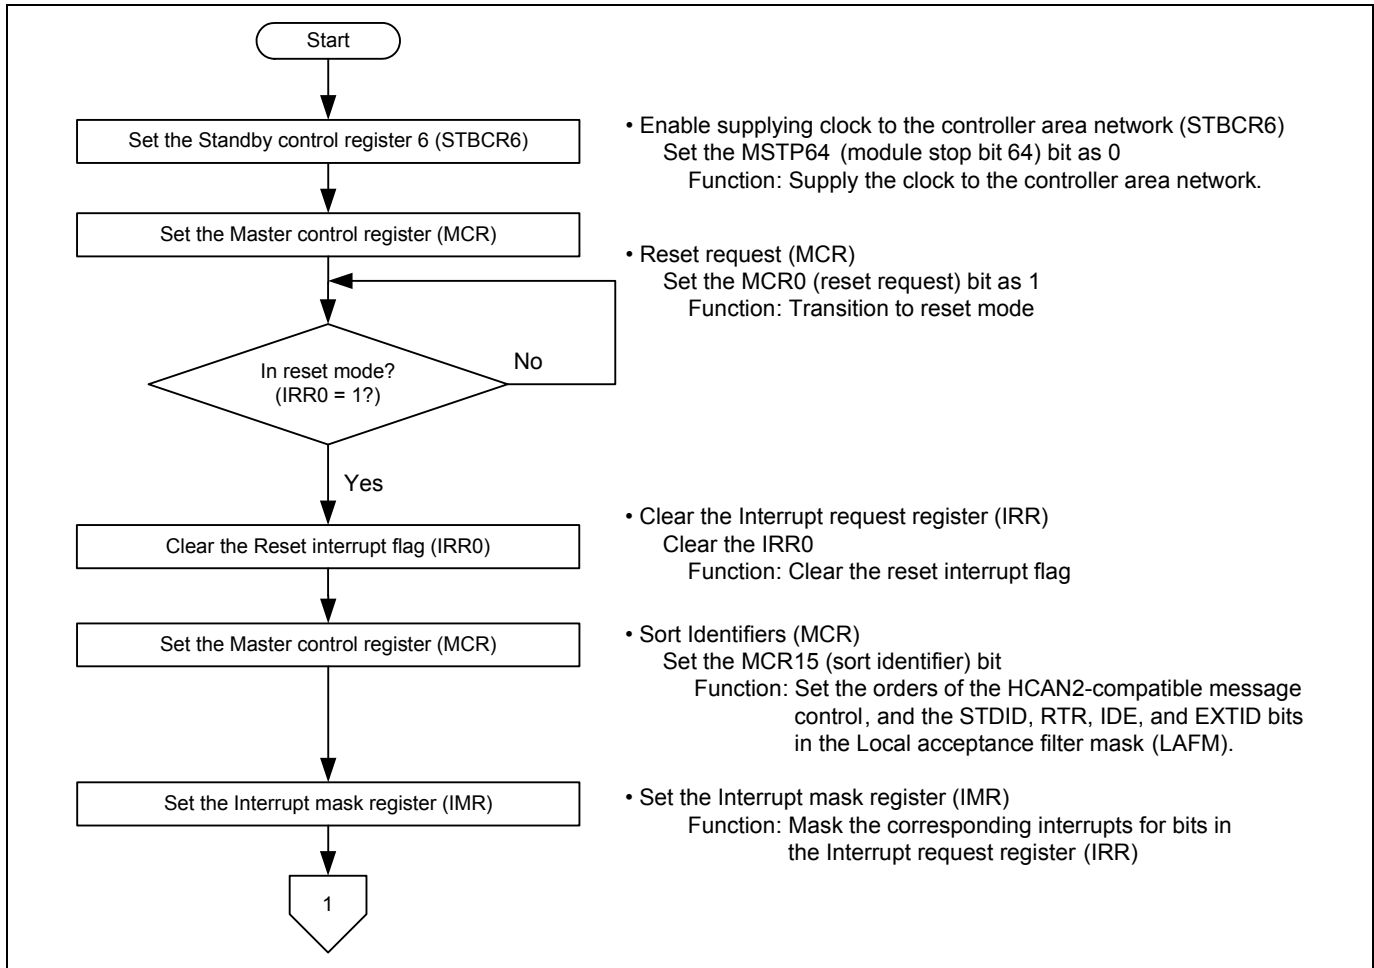 Start
Set the Standby control register 6 (STBCR6)
• Enable supplying clock to the controller area network (STBCR6)
Set the MSTP64 (module stop bit 64) bit as 0
Function: Supply the clock to the controller area network.
Set the Master control register (MCR)
• Reset request (MCR)
Set the MCR0 (reset request) bit as 1
Function: Transition to reset mode
In reset mode?
(IRR0 = 1?)
No
Yes
Clear the Reset interrupt flag (IRR0)
• Clear the Interrupt request register (IRR)
Clear the IRR0
Function: Clear the reset interrupt flag
Set the Master control register (MCR)
• Sort Identifiers (MCR)
Set the MCR15 (sort identifier) bit
Function: Set the orders of the HCAN2-compatible message
control, and the STDID, RTR, IDE, and EXTID bits
in the Local acceptance filter mask (LAFM).
Set the Interrupt mask register (IMR)
• Set the Interrupt mask register (IMR)
Function: Mask the corresponding interrupts for bits in
the Interrupt request register (IRR)
1